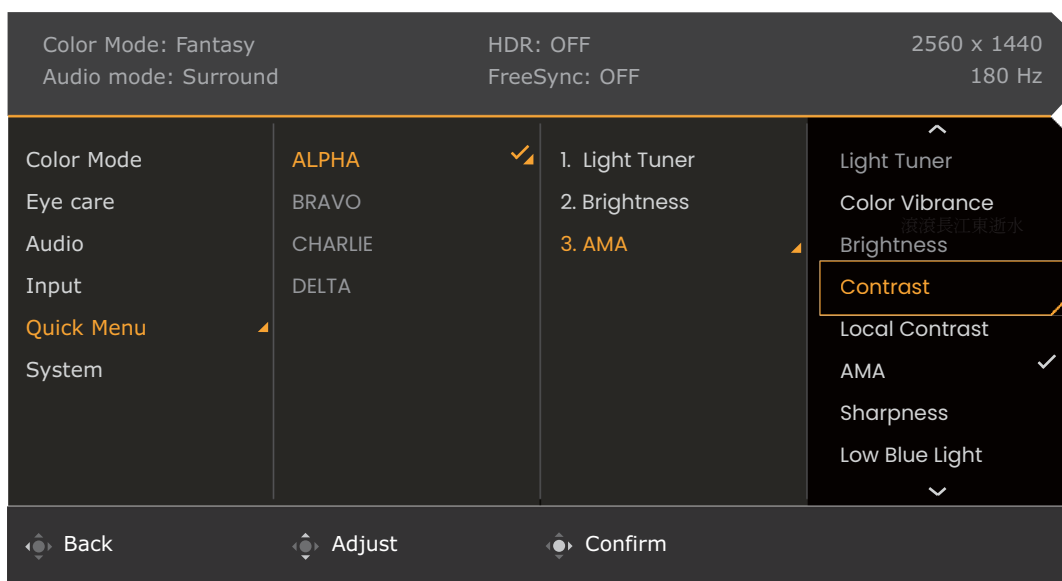 Color Mode: Fantasy HDR: OFF 2560 x 1440
Audio mode: Surround FreeSync: OFF 180 Hz
Color Mode ALPHA 1. Light Tuner Light Tuner
Eye care BRAVO 2. Brightness Color Vibrance
滾滾長江東逝水
Audio CHARLIE 3. AMA Brightness
Input DELTA Contrast
Quick Menu Local Contrast
System AMA
Sharpness
Low Blue Light
Back Adjust Confirm